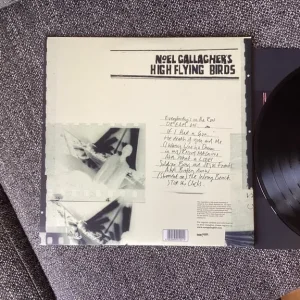 NOEL GALLAGHER'S
HIGH FLYING BIRDS
Everybody's on the Run
Dream On
If I Had a Gun...
The Death of You and Me
(I Wanna Live in a Dream
in my) Record Machine
AKA... What a Life!
Soldier Boys and Jesus Freaks
AKA... Broken Arrow
(Stranded on) The Wrong Beach
Stop the Clocks